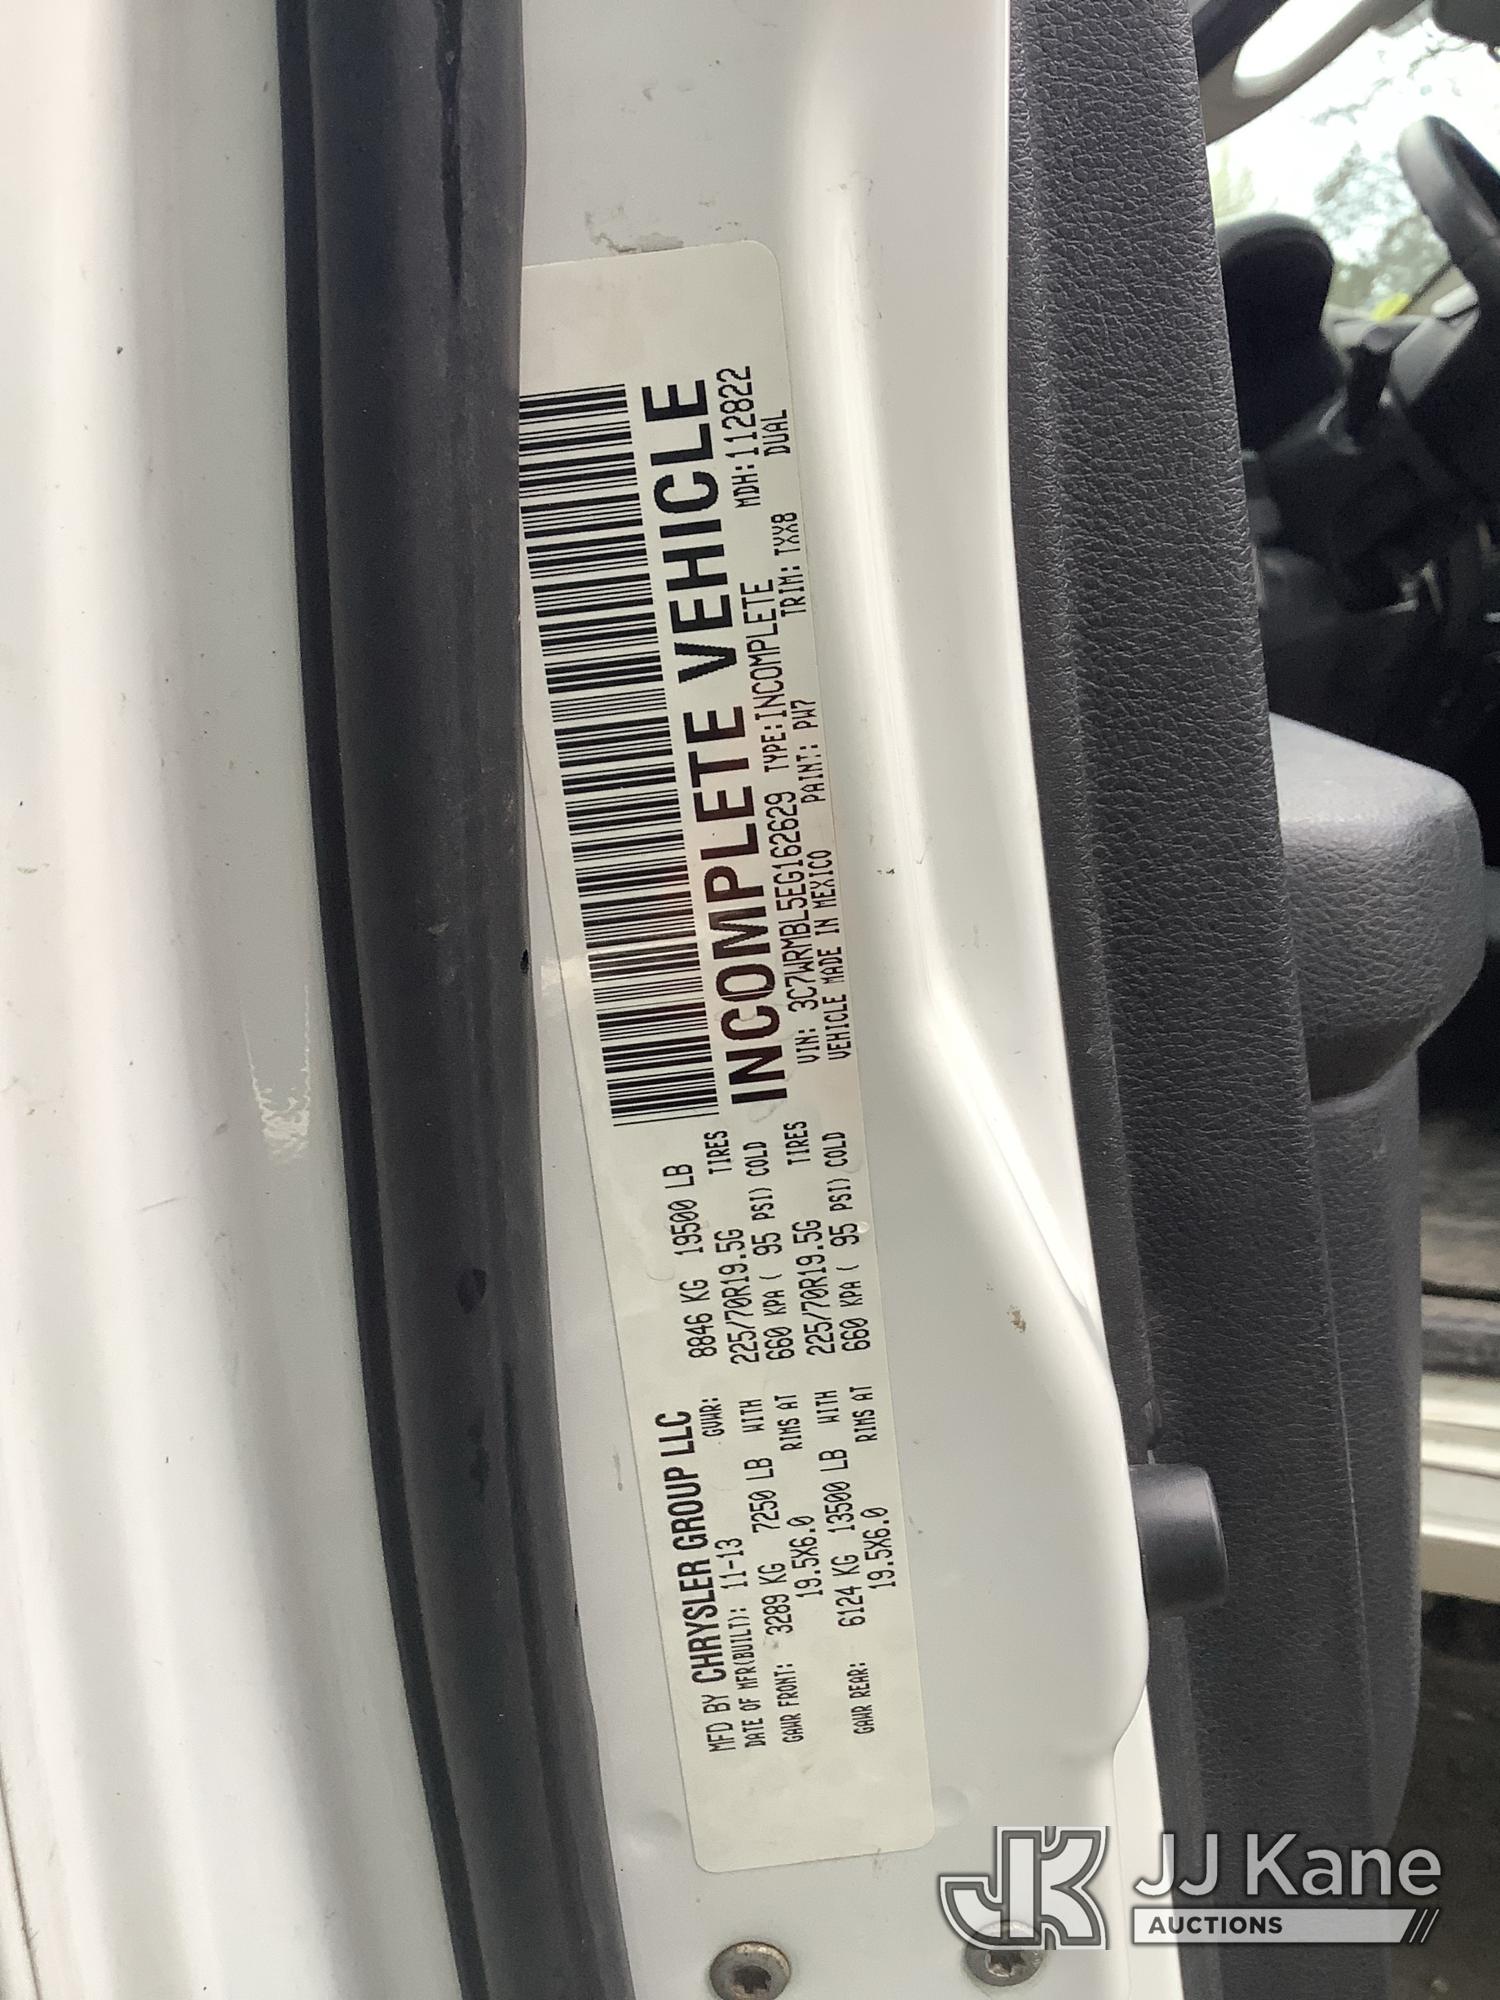 MFD BY CHRYSLER GROUP LLC
DATE OF MFR(BUILT): 11-13 GVWR: 8846 KG 19500 LB
GAWR FRONT: 3289 KG 7250 LB WITH 225/70R19.5G TIRES
19.5X6.0 RIMS AT 660 KPA ( 95 PSI) COLD
GAWR REAR: 6124 KG 13500 LB WITH 225/70R19.5G TIRES
19.5X6.0 RIMS AT 660 KPA ( 95 PSI) COLD
INCOMPLETE VEHICLE
VIN: 3C7WRMBL5EG162629 TYPE:INCOMPLETE MDH:112822
VEHICLE MADE IN MEXICO PAINT: PW7 TRIM: TXX8 DUAL
JK JJ Kane
AUCTIONS